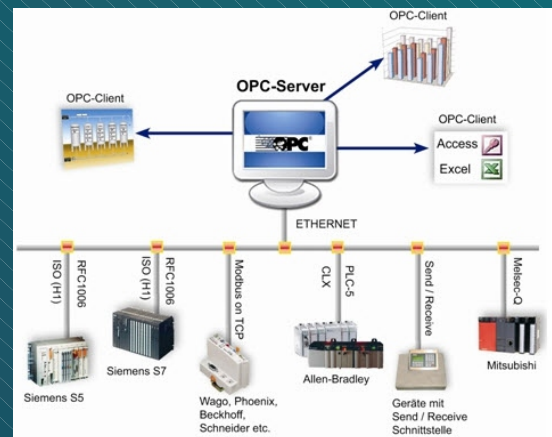 OPC-Client
OPC-Server
OPC-Client
OPC
OPC-Client
Access
Excel
ETHERNET
RFC1006
ISO (H1)
RFC1006
ISO (H1)
Modbus on TCP
PLC-5
CLX
Send / Receive
Melsec-Q
Siemens S5
Siemens S7
Wago, Phoenix,
Beckhoff,
Schneider etc.
Allen-Bradley
Geräte mit
Send / Receive
Schnittstelle
Mitsubishi